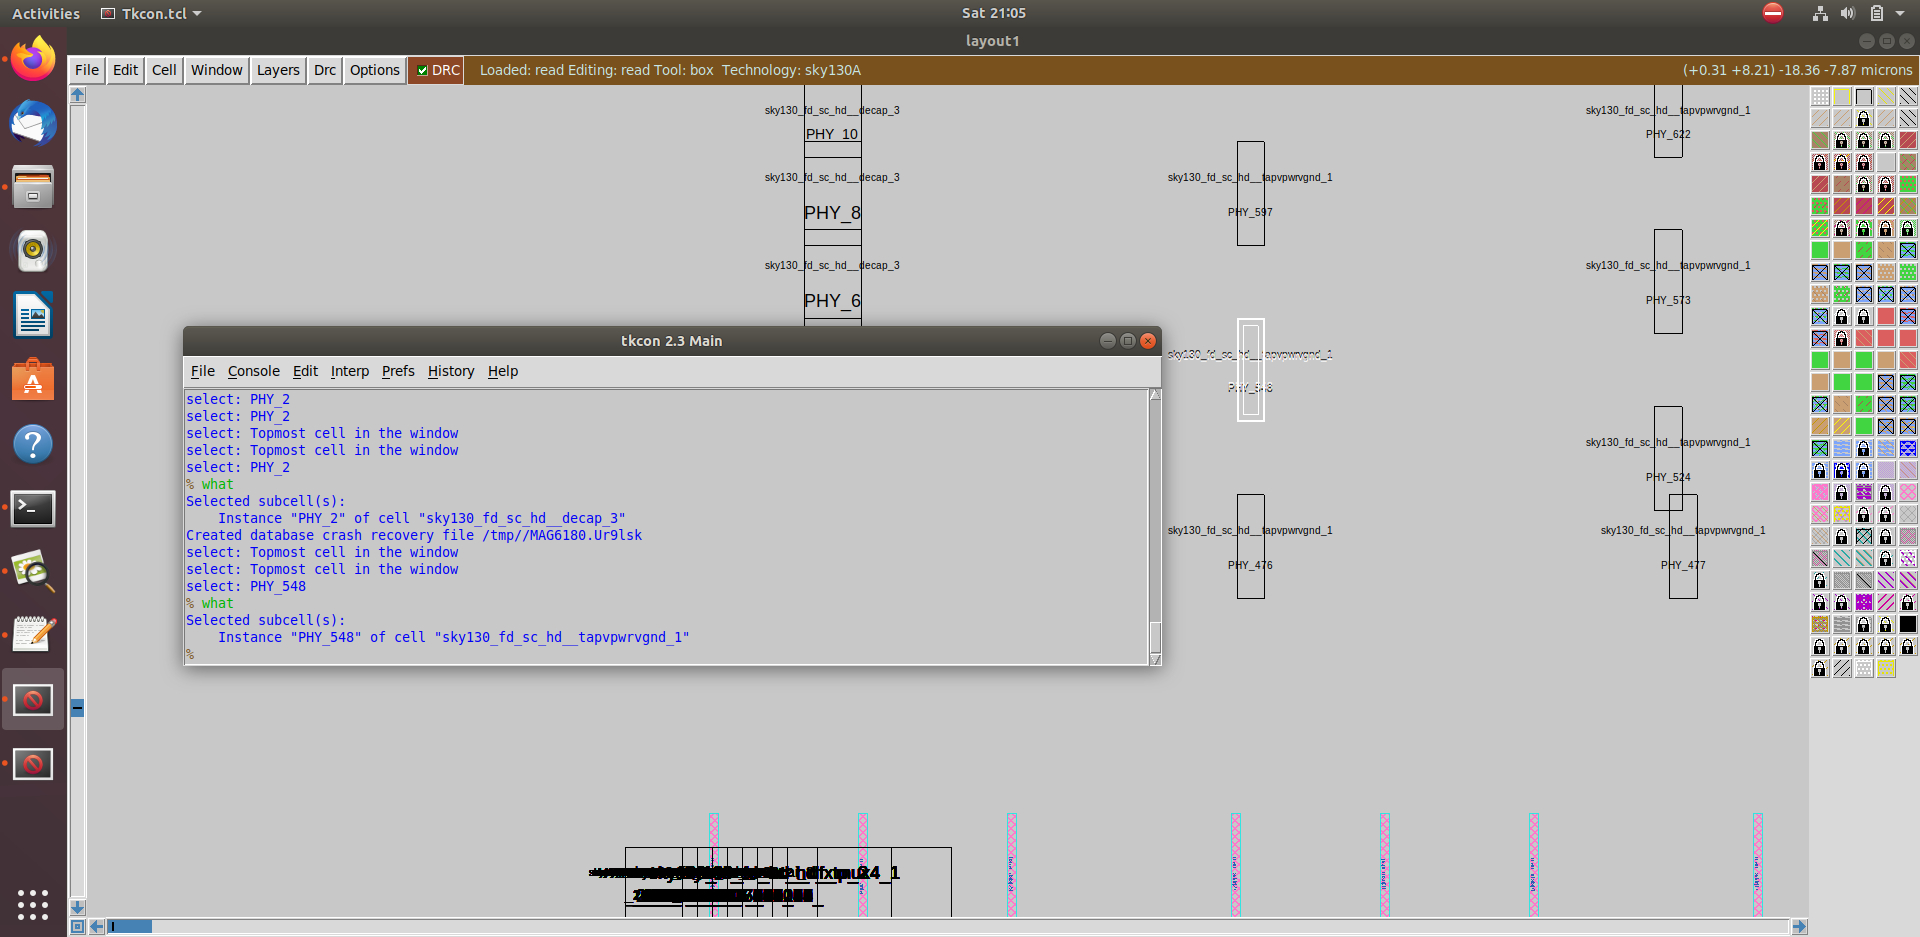 Activities
Tkcon.tcl
Sat 21:05
layout1
File Edit Cell Window Layers Drc Options DRC Loaded: read Editing: read Tool: box Technology: sky130A (+0.31 +8.21) -18.36 -7.87 microns
sky130_fd_sc_hd__decap_3
PHY_10
sky130_fd_sc_hd__decap_3
PHY_8
sky130_fd_sc_hd__decap_3
PHY_6
sky130_fd_sc_hd__tapvpwrvgnd_1
PHY_597
sky130_fd_sc_hd__tapvpwrvgnd_1
PHY_548
sky130_fd_sc_hd__tapvpwrvgnd_1
PHY_476
sky130_fd_sc_hd__tapvpwrvgnd_1
PHY_622
sky130_fd_sc_hd__tapvpwrvgnd_1
PHY_573
sky130_fd_sc_hd__tapvpwrvgnd_1
PHY_524
sky130_fd_sc_hd__tapvpwrvgnd_1
PHY_477
tkcon 2.3 Main
File Console Edit Interp Prefs History Help
select: PHY_2
select: PHY_2
select: Topmost cell in the window
select: Topmost cell in the window
select: PHY_2
% what
Selected subcell(s):
Instance "PHY_2" of cell "sky130_fd_sc_hd__decap_3"
Created database crash recovery file /tmp//MAG6180.Ur9lsk
select: Topmost cell in the window
select: Topmost cell in the window
select: PHY_548
% what
Selected subcell(s):
Instance "PHY_548" of cell "sky130_fd_sc_hd__tapvpwrvgnd_1"
%